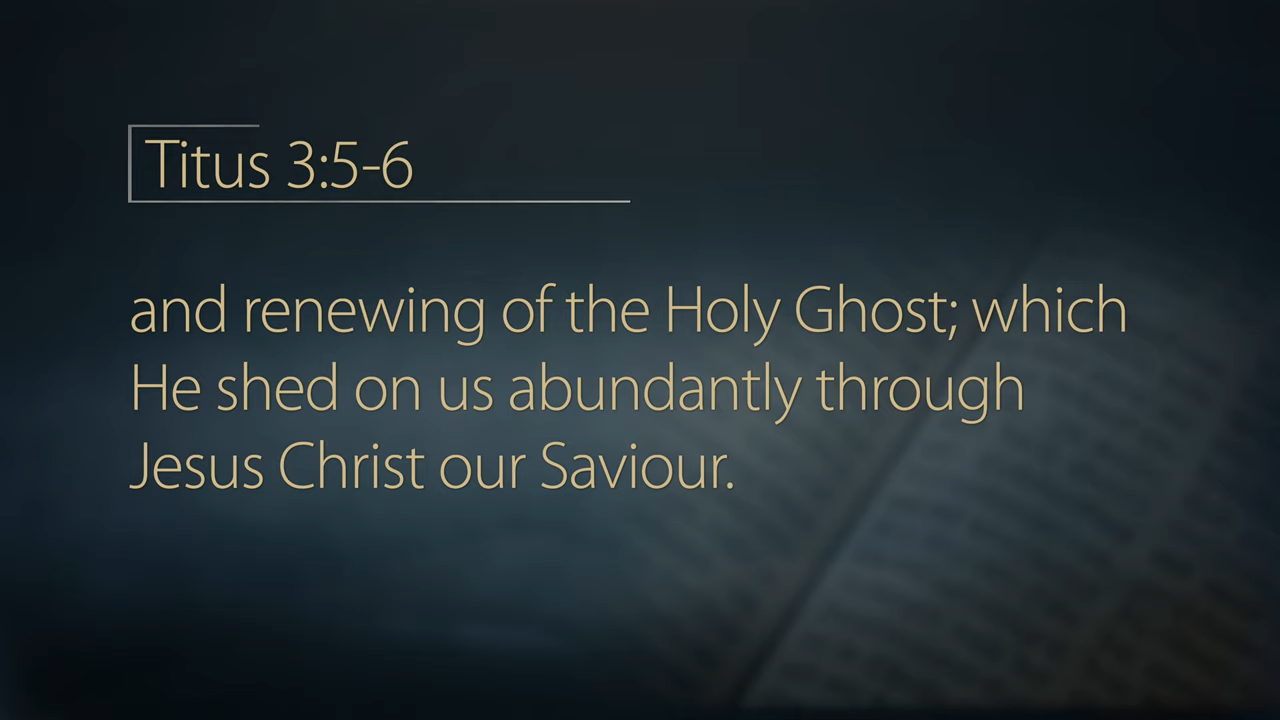 Titus 3:5-6
and renewing of the Holy Ghost; which
He shed on us abundantly through
Jesus Christ our Saviour.